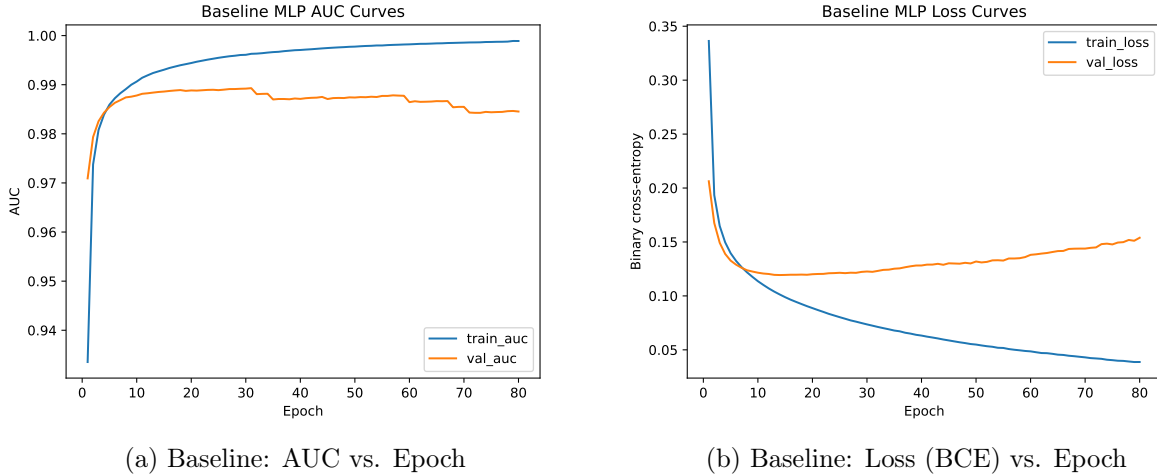 Baseline MLP AUC Curves
1.00
0.99
0.98
0.97
0.96
0.95
0.94
AUC
train_auc
val_auc
0 10 20 30 40 50 60 70 80
Epoch
(a) Baseline: AUC vs. Epoch
Baseline MLP Loss Curves
0.35
0.30
0.25
0.20
0.15
0.10
0.05
Binary cross-entropy
train_loss
val_loss
0 10 20 30 40 50 60 70 80
Epoch
(b) Baseline: Loss (BCE) vs. Epoch